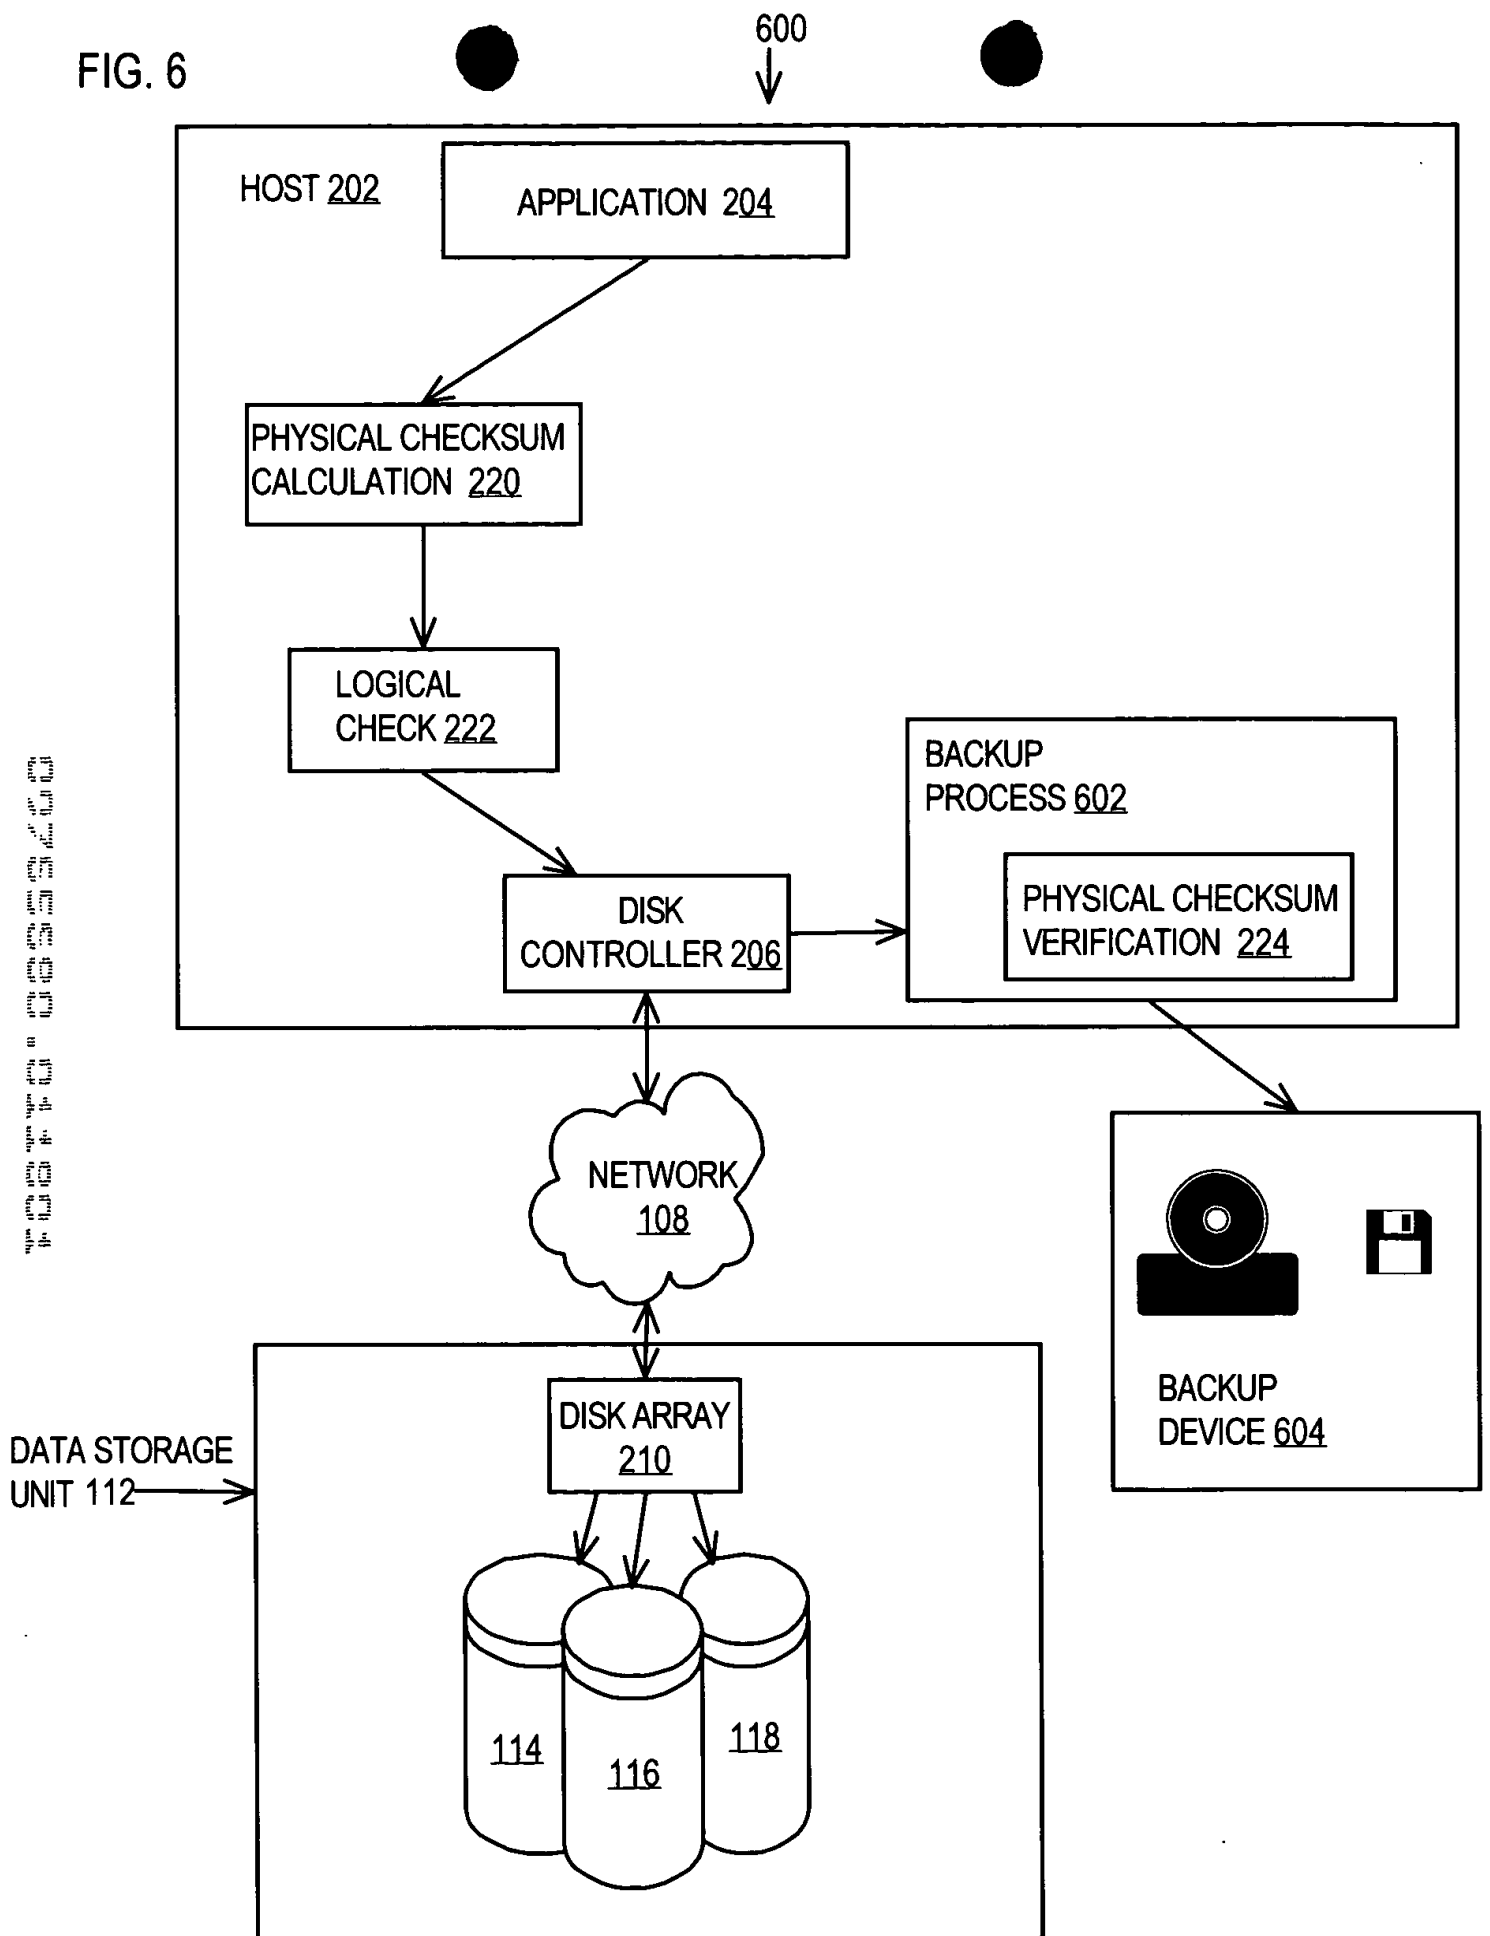 600
FIG. 6
HOST 202
APPLICATION 204
PHYSICAL CHECKSUM
CALCULATION 220
LOGICAL
CHECK 222
BACKUP
PROCESS 602
PHYSICAL CHECKSUM
VERIFICATION 224
DISK
CONTROLLER 206
NETWORK
108
DISK ARRAY
210
BACKUP
DEVICE 604
DATA STORAGE
UNIT 112
114
116
118